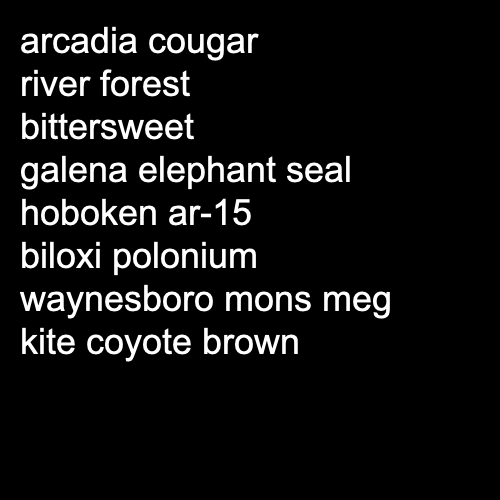 arcadia cougar
river forest
bittersweet
galena elephant seal
hoboken ar-15
biloxi polonium
waynesboro mons meg
kite coyote brown